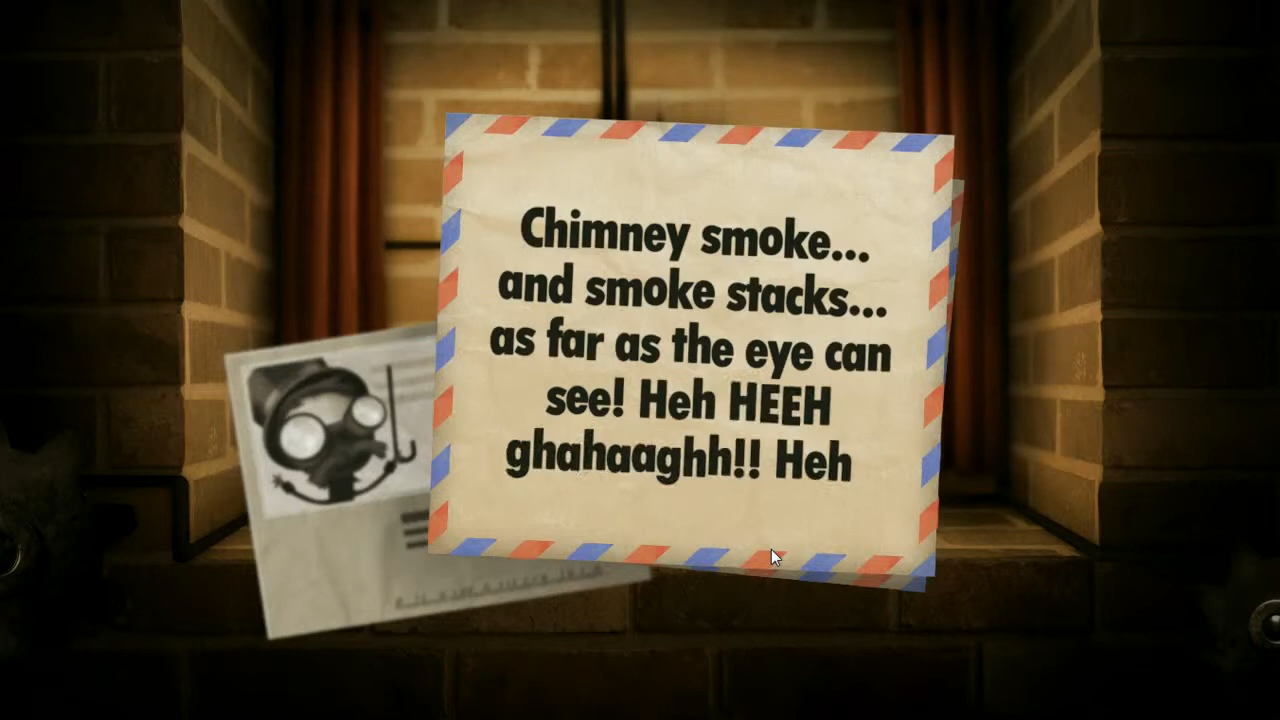 Chimney smoke...
and smoke stacks...
as far as the eye can
see! Heh HEEH
ghahaaghh!! Heh